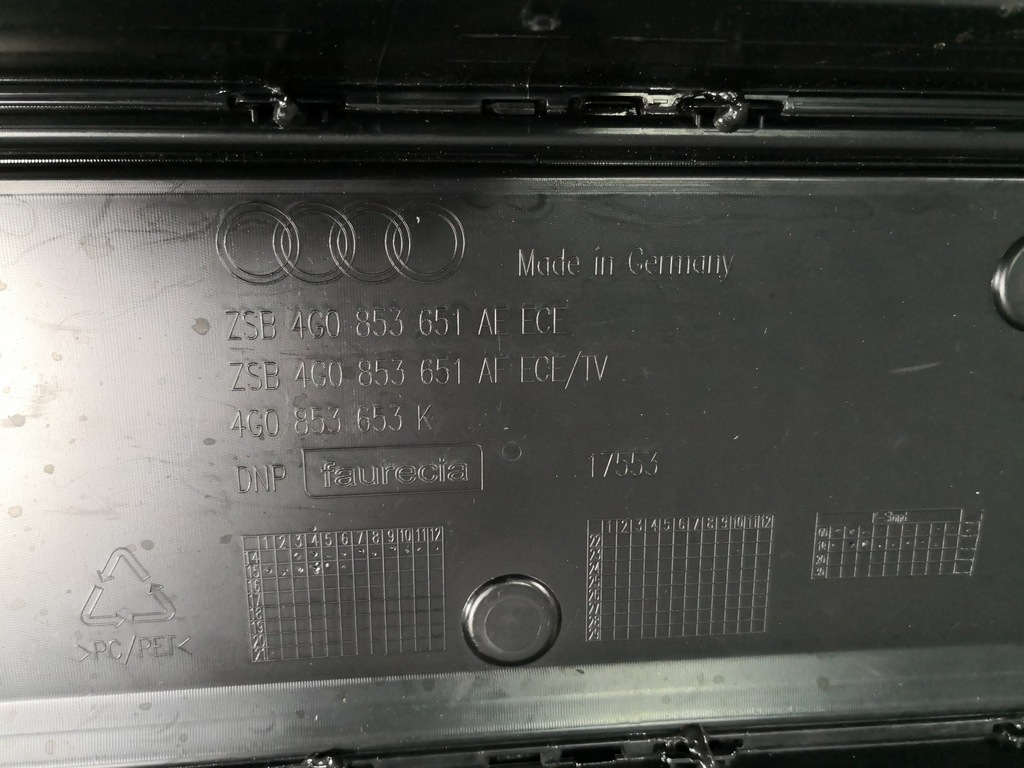 Made in Germany
ZSB 4G0 853 651 AE ECE
ZSB 4G0 853 651 AF ECE/TV
4G0 853 653 K
DNP faurecia 17553
1 2 3 4 5 6 7 8 9 10 11 12
1 2 3 4 5 6 7 8 9 10 11 12
>PC/PET<